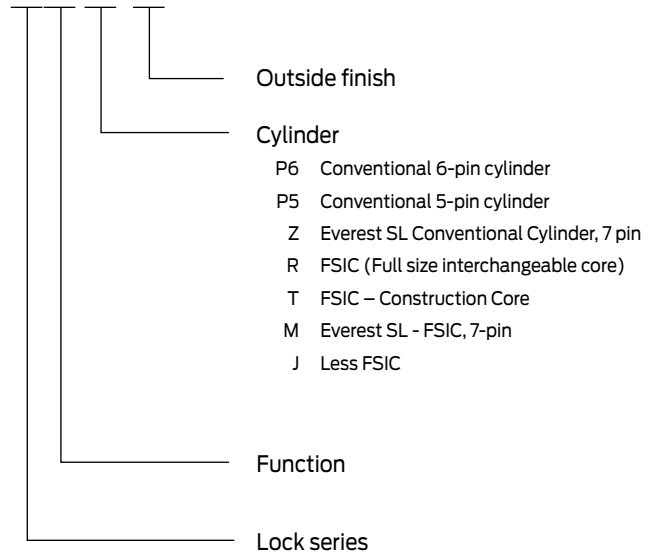 Outside finish
Cylinder
P6 Conventional 6-pin cylinder
P5 Conventional 5-pin cylinder
Z Everest SL Conventional Cylinder, 7 pin
R FSIC (Full size interchangeable core)
T FSIC – Construction Core
M Everest SL - FSIC, 7-pin
J Less FSIC
Function
Lock series